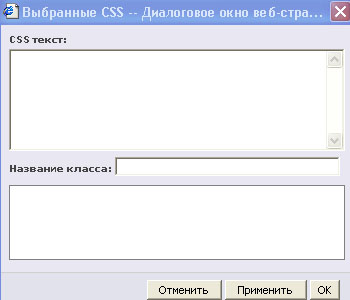 Выбранные CSS -- Диалоговое окно веб-стра...
CSS текст:
Название класса:
Отменить Применить OK